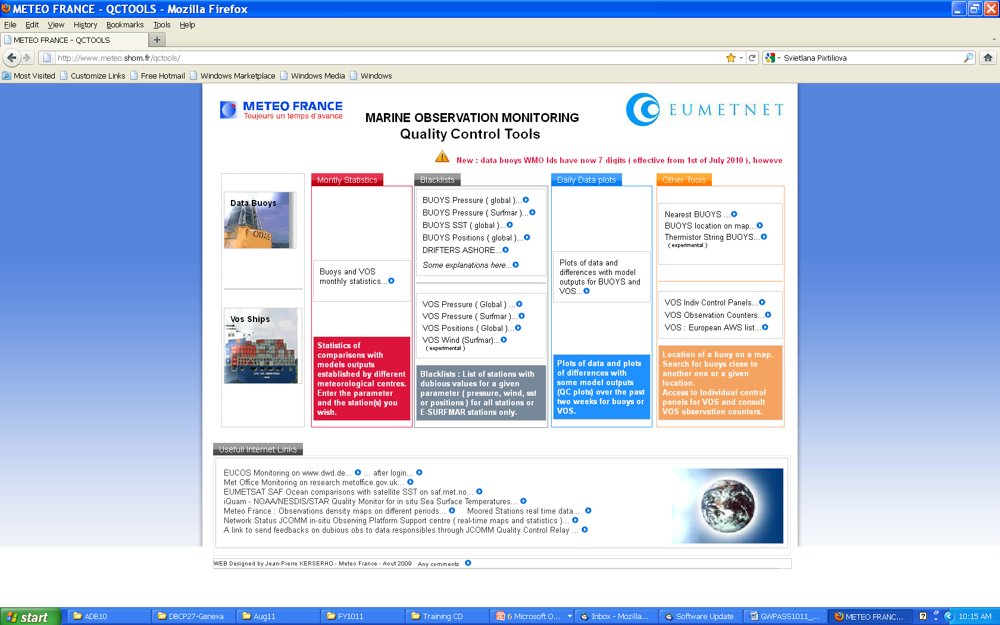 METEO FRANCE - QCTOOLS - Mozilla Firefox
File Edit View History Bookmarks Tools Help
METEO FRANCE - QCTOOLS
http://www.meteo.shom.fr/qctools/
Svietlana Pixtiliova
Most Visited Customize Links Free Hotmail Windows Marketplace Windows Media Windows
METEO FRANCE
Toujours un temps d'avance
MARINE OBSERVATION MONITORING
Quality Control Tools
EUMETNET
New : data buoys WMO Ids have now 7 digits ( effective from 1st of July 2010 ), howeve
Data Buoys
ODAS
Vos Ships
Montly Statistics
Buoys and VOS
monthly statistics...
Statistics of
comparisons with
models outputs
established by different
meteorological centres.
Enter the parameter
and the station(s) you
wish.
Blacklists
BUOYS Pressure ( global )...
BUOYS Pressure ( Surfmar )...
BUOYS SST ( global )...
BUOYS Positions ( global )...
DRIFTERS ASHORE...
Some explanations here...
VOS Pressure ( Global ) ...
VOS Pressure ( Surfmar )...
VOS Positions ( Global )...
VOS Wind (Surfmar)...
( experimental )
Blacklists : List of stations with
dubious values for a given
parameter ( pressure, wind, sst
or positions ) for all stations or
E-SURFMAR stations only.
Daily Data plots
Plots of data and
differences with model
outputs for BUOYS and
VOS...
Plots of data and plots
of differences with
some model outputs
(QC plots) over the past
two weeks for buoys or
VOS.
Other Tools
Nearest BUOYS ...
BUOYS location on map...
Thermistor String BUOYS...
( experimental )
VOS Indiv Control Panels...
VOS Observation Counters...
VOS : European AWS list...
Location of a buoy on a map.
Search for buoys close to
another one or a given
location.
Access to Individual control
panels for VOS and consult
VOS observation counters.
Usefull Internet Links
EUCOS Monitoring on www.dwd.de... ... after login...
Met Office Monitoring on research.metoffice.gov.uk...
EUMETSAT SAF Ocean comparisons with satellite SST on saf.met.no...
iQuam - NOAA/NESDIS/STAR Quality Monitor for in situ Sea Surface Temperatures...
Meteo France : Observations density maps on different periods... Moored Stations real time data...
Network Status JCOMM in-situ Observing Platform Support centre ( real-time maps and statistics )...
A link to send feedbacks on dubious obs to data responsibles through JCOMM Quality Control Relay ...
WEB Designed by Jean-Pierre KERSERHO - Meteo France - Aout 2009 Any comments
start ADB10 DBCP27-Geneva Aug11 FY1011 Training CD 6 Microsoft O... Inbox - Mozilla... Software Update GWPASS1011_... METEO FRANC... 10:15 AM